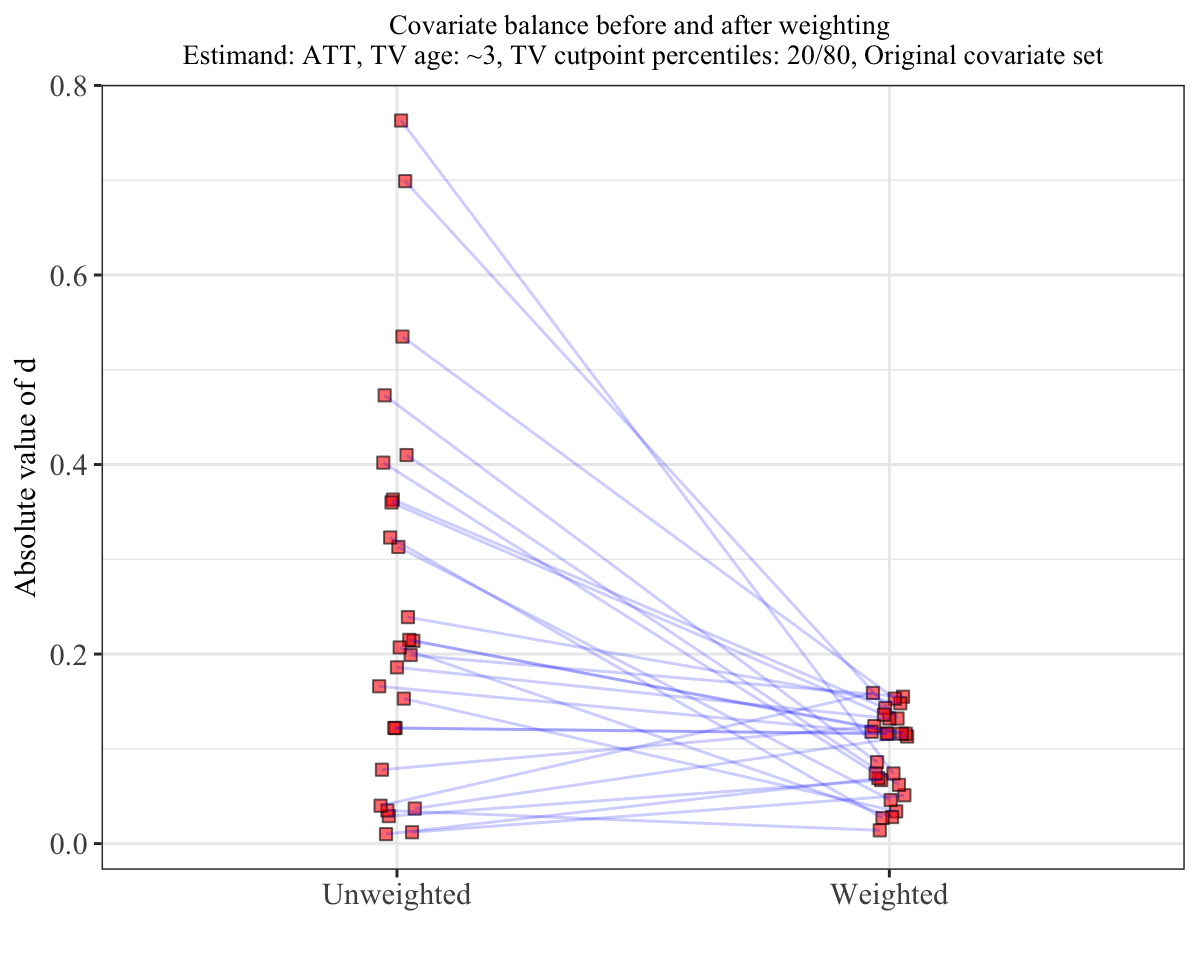 Covariate balance before and after weighting
Estimand: ATT, TV age: ~3, TV cutpoint percentiles: 20/80, Original covariate set
0.8
0.6
0.4
0.2
0.0
Absolute value of d
Unweighted
Weighted